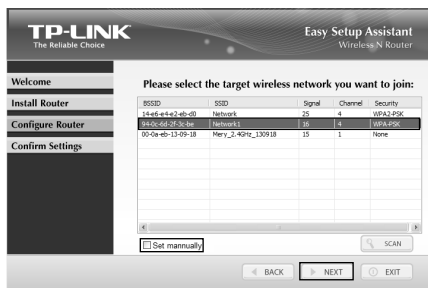 TP-LINK
The Reliable Choice
Easy Setup Assistant
Wireless N Router
Welcome
Install Router
Configure Router
Confirm Settings
Please select the target wireless network you want to join:
BSSID SSID Signal Channel Security
14-e6-e4-e2-eb-d0 Network 25 4 WPA2-PSK
94-0c-6d-2f-3c-be Network1 16 4 WPA-PSK
00-0a-eb-13-09-18 Mery_2.4GHz_130918 15 1 None
Set mannually
SCAN
BACK NEXT EXIT